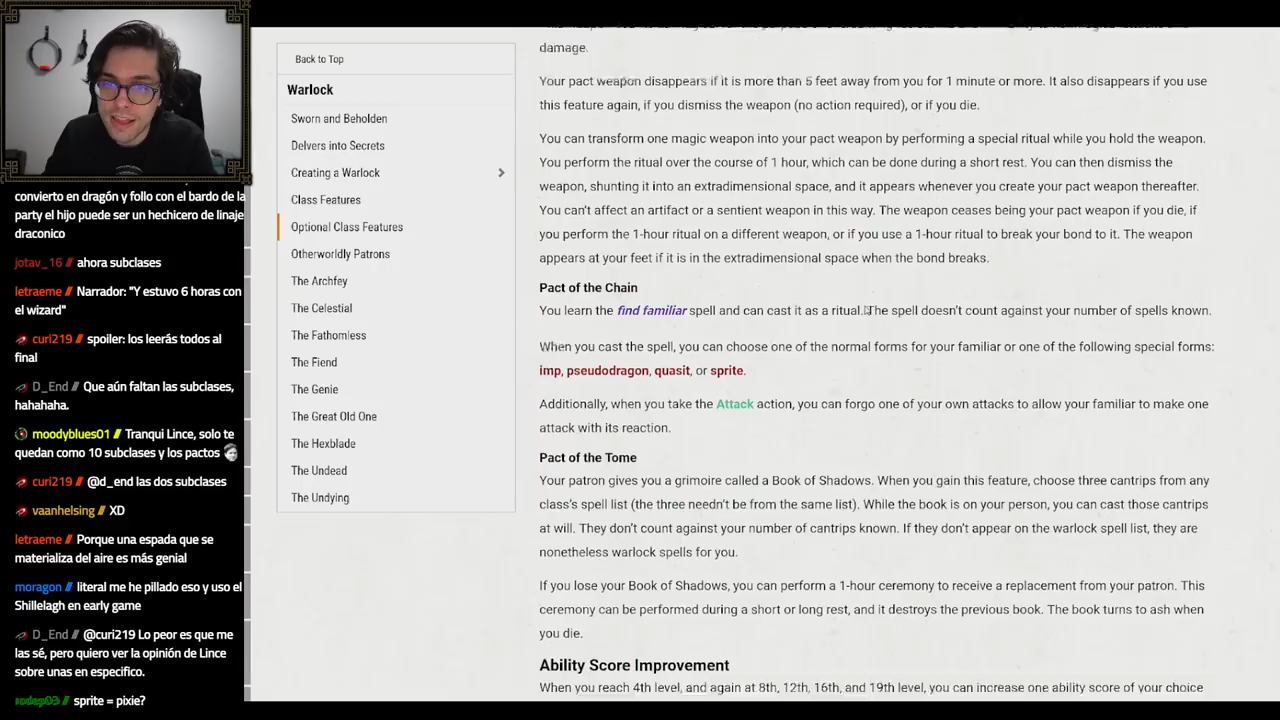 convierto en dragón y follo con el bardo de la
party el hijo puede ser un hechicero de linaje
draconico
jotav_16 // ahora subclases
letraeme // Narrador: "Y estuvo 6 horas con
el wizard"
curi219 // spoiler: los leerás todos al
final
D_End // Que aún faltan las subclases,
hahahaha.
moodyblues01 // Tranqui Lince, solo te
quedan como 10 subclases y los pactos
curi219 // @d_end las dos subclases
vaanhelsing // XD
letraeme // Porque una espada que se
materializa del aire es más genial
moragon // literal me he pillado eso y uso el
Shillelagh en early game
D_End // @curi219 Lo peor es que me
las sé, pero quiero ver la opinión de Lince
sobre unas en especifico.
// sprite = pixie?
Back to Top
Warlock
Sworn and Beholden
Delvers into Secrets
Creating a Warlock
Class Features
Optional Class Features
Otherworldly Patrons
The Archfey
The Celestial
The Fathomless
The Fiend
The Genie
The Great Old One
The Hexblade
The Undead
The Undying
damage.
Your pact weapon disappears if it is more than 5 feet away from you for 1 minute or more. It also disappears if you use
this feature again, if you dismiss the weapon (no action required), or if you die.
You can transform one magic weapon into your pact weapon by performing a special ritual while you hold the weapon.
You perform the ritual over the course of 1 hour, which can be done during a short rest. You can then dismiss the
weapon, shunting it into an extradimensional space, and it appears whenever you create your pact weapon thereafter.
You can't affect an artifact or a sentient weapon in this way. The weapon ceases being your pact weapon if you die, if
you perform the 1-hour ritual on a different weapon, or if you use a 1-hour ritual to break your bond to it. The weapon
appears at your feet if it is in the extradimensional space when the bond breaks.
Pact of the Chain
You learn the find familiar spell and can cast it as a ritual. The spell doesn't count against your number of spells known.
When you cast the spell, you can choose one of the normal forms for your familiar or one of the following special forms:
imp, pseudodragon, quasit, or sprite.
Additionally, when you take the Attack action, you can forgo one of your own attacks to allow your familiar to make one
attack with its reaction.
Pact of the Tome
Your patron gives you a grimoire called a Book of Shadows. When you gain this feature, choose three cantrips from any
class's spell list (the three needn't be from the same list). While the book is on your person, you can cast those cantrips
at will. They don't count against your number of cantrips known. If they don't appear on the warlock spell list, they are
nonetheless warlock spells for you.
If you lose your Book of Shadows, you can perform a 1-hour ceremony to receive a replacement from your patron. This
ceremony can be performed during a short or long rest, and it destroys the previous book. The book turns to ash when
you die.
Ability Score Improvement
When you reach 4th level, and again at 8th, 12th, 16th, and 19th level, you can increase one ability score of your choice